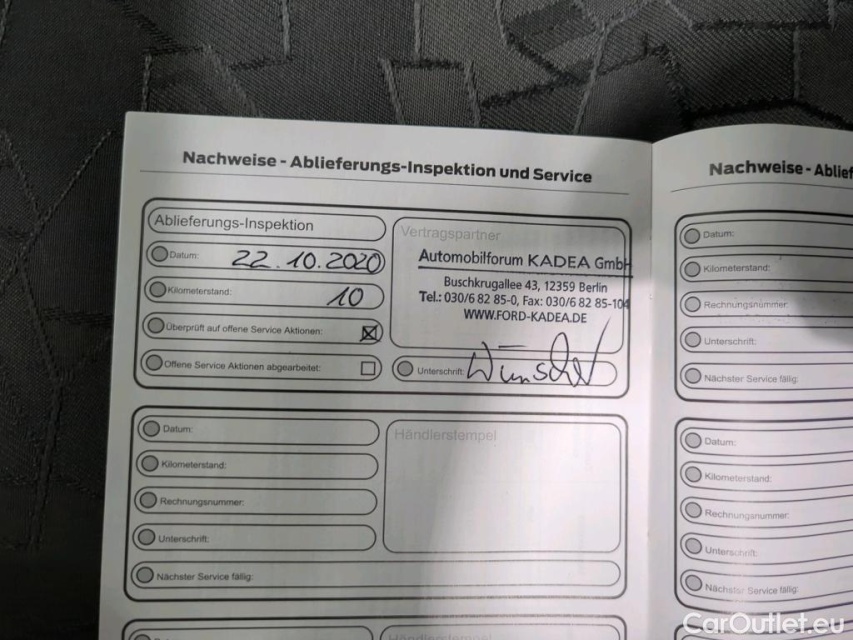 Nachweise - Ablieferungs-Inspektion und Service
Ablieferungs-Inspektion
Datum: 22.10.2020
Kilometerstand: 10
Überprüft auf offene Service Aktionen:
Offene Service Aktionen abgearbeitet:
Vertragspartner
Automobilforum KADEA GmbH
Buschkrugallee 43, 12359 Berlin
Tel.: 030/6 82 85-0, Fax: 030/6 82 85-104
WWW.FORD-KADEA.DE
Unterschrift:
Datum:
Kilometerstand:
Rechnungsnummer:
Unterschrift:
Nächster Service fällig:
Händlerstempel
Händlerstempel
Nachweise - Ablief
Datum:
Kilometerstand:
Rechnungsnummer:
Unterschrift:
Nächster Service fällig:
Datum:
Kilometerstand:
Rechnungsnummer:
Unterschrift:
Nächster Service fällig:
CarOutlet.eu